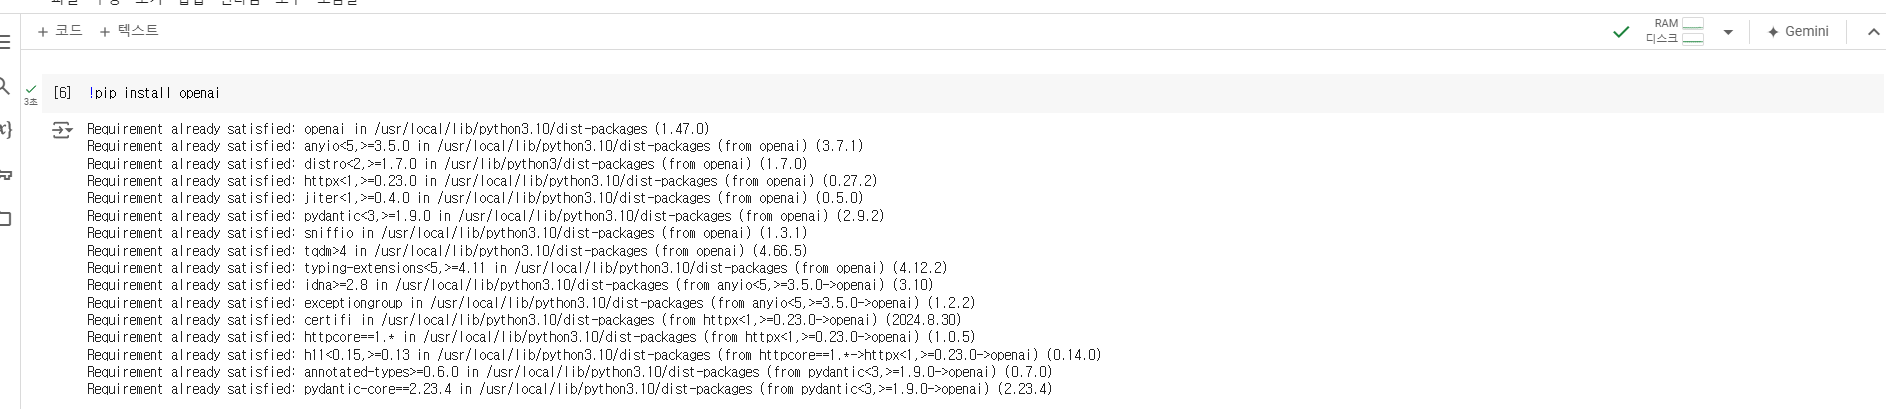 + 코드 + 텍스트
RAM
디스크
Gemini
[6] !pip install openai
3초
Requirement already satisfied: openai in /usr/local/lib/python3.10/dist-packages (1.47.0)
Requirement already satisfied: anyio<5,>=3.5.0 in /usr/local/lib/python3.10/dist-packages (from openai) (3.7.1)
Requirement already satisfied: distro<2,>=1.7.0 in /usr/lib/python3/dist-packages (from openai) (1.7.0)
Requirement already satisfied: httpx<1,>=0.23.0 in /usr/local/lib/python3.10/dist-packages (from openai) (0.27.2)
Requirement already satisfied: jiter<1,>=0.4.0 in /usr/local/lib/python3.10/dist-packages (from openai) (0.5.0)
Requirement already satisfied: pydantic<3,>=1.9.0 in /usr/local/lib/python3.10/dist-packages (from openai) (2.9.2)
Requirement already satisfied: sniffio in /usr/local/lib/python3.10/dist-packages (from openai) (1.3.1)
Requirement already satisfied: tqdm>4 in /usr/local/lib/python3.10/dist-packages (from openai) (4.66.5)
Requirement already satisfied: typing-extensions<5,>=4.11 in /usr/local/lib/python3.10/dist-packages (from openai) (4.12.2)
Requirement already satisfied: idna>=2.8 in /usr/local/lib/python3.10/dist-packages (from anyio<5,>=3.5.0->openai) (3.10)
Requirement already satisfied: exceptiongroup in /usr/local/lib/python3.10/dist-packages (from anyio<5,>=3.5.0->openai) (1.2.2)
Requirement already satisfied: certifi in /usr/local/lib/python3.10/dist-packages (from httpx<1,>=0.23.0->openai) (2024.8.30)
Requirement already satisfied: httpcore==1.* in /usr/local/lib/python3.10/dist-packages (from httpx<1,>=0.23.0->openai) (1.0.5)
Requirement already satisfied: h11<0.15,>=0.13 in /usr/local/lib/python3.10/dist-packages (from httpcore==1.*->httpx<1,>=0.23.0->openai) (0.14.0)
Requirement already satisfied: annotated-types>=0.6.0 in /usr/local/lib/python3.10/dist-packages (from pydantic<3,>=1.9.0->openai) (0.7.0)
Requirement already satisfied: pydantic-core==2.23.4 in /usr/local/lib/python3.10/dist-packages (from pydantic<3,>=1.9.0->openai) (2.23.4)